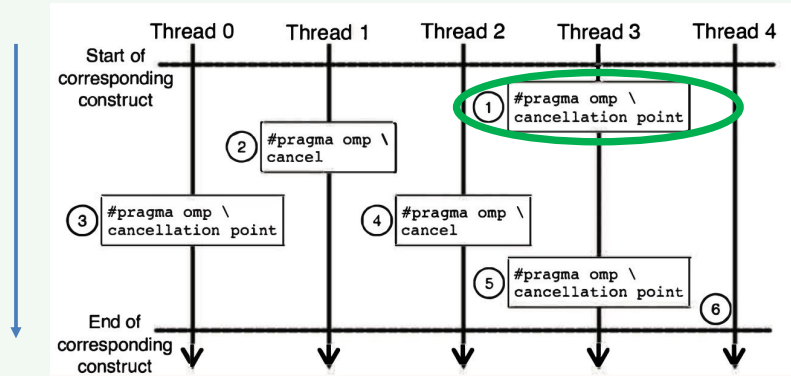 Thread 0 Thread 1 Thread 2 Thread 3 Thread 4
Start of
corresponding
construct
1
#pragma omp \
cancellation point
2
#pragma omp \
cancel
3
#pragma omp \
cancellation point
4
#pragma omp \
cancel
5
#pragma omp \
cancellation point
6
End of
corresponding
construct